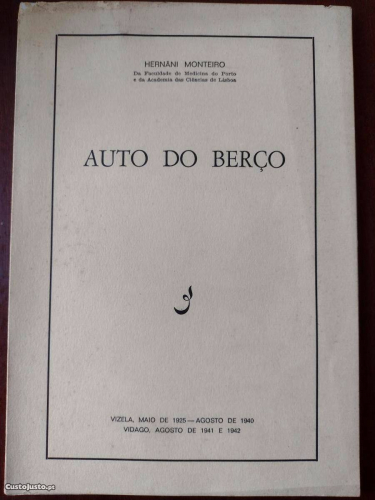 HERNÂNI MONTEIRO
Da Faculdade de Medicina do Porto
e da Academia das Ciências de Lisboa
AUTO DO BERÇO
VIZELA, MAIO DE 1925 — AGOSTO DE 1940
VIDAGO, AGOSTO DE 1941 E 1942
CustoJusto.pt